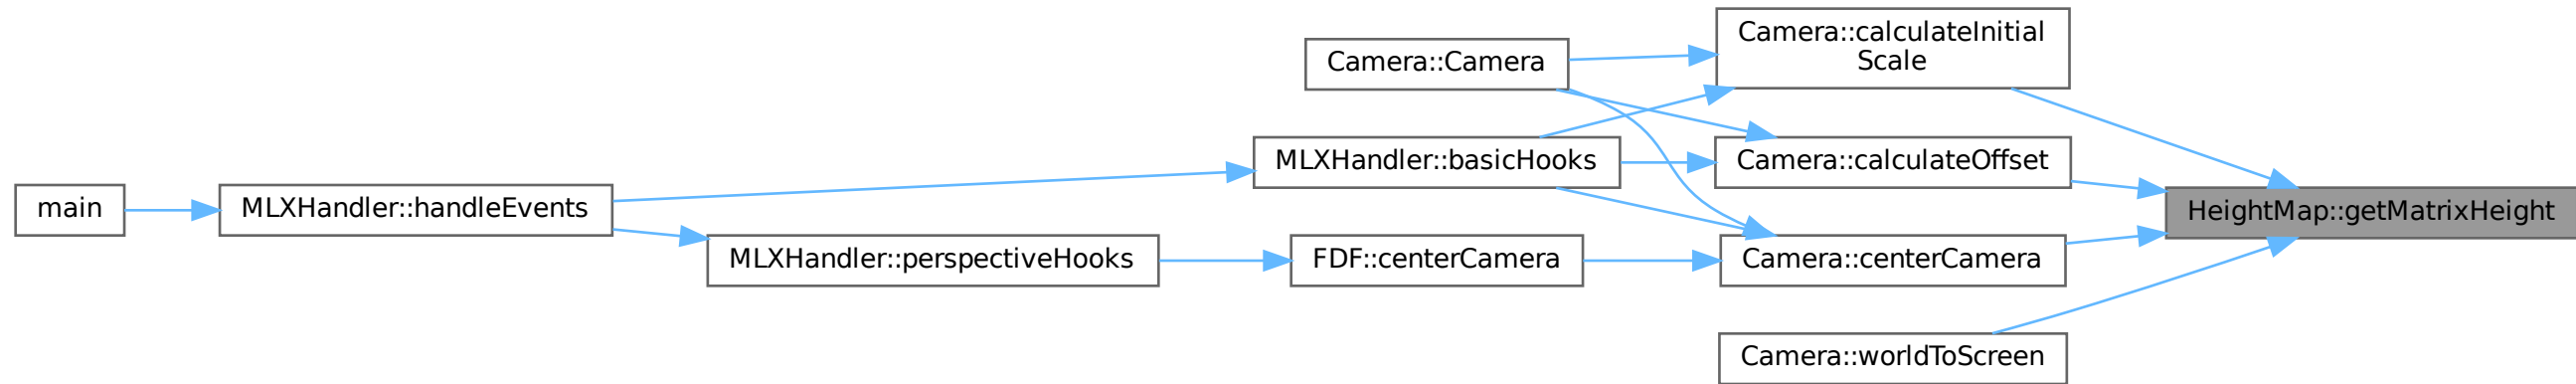 main
MLXHandler::handleEvents
MLXHandler::basicHooks
MLXHandler::perspectiveHooks
Camera::Camera
FDF::centerCamera
Camera::calculateInitial
Scale
Camera::calculateOffset
Camera::centerCamera
Camera::worldToScreen
HeightMap::getMatrixHeight